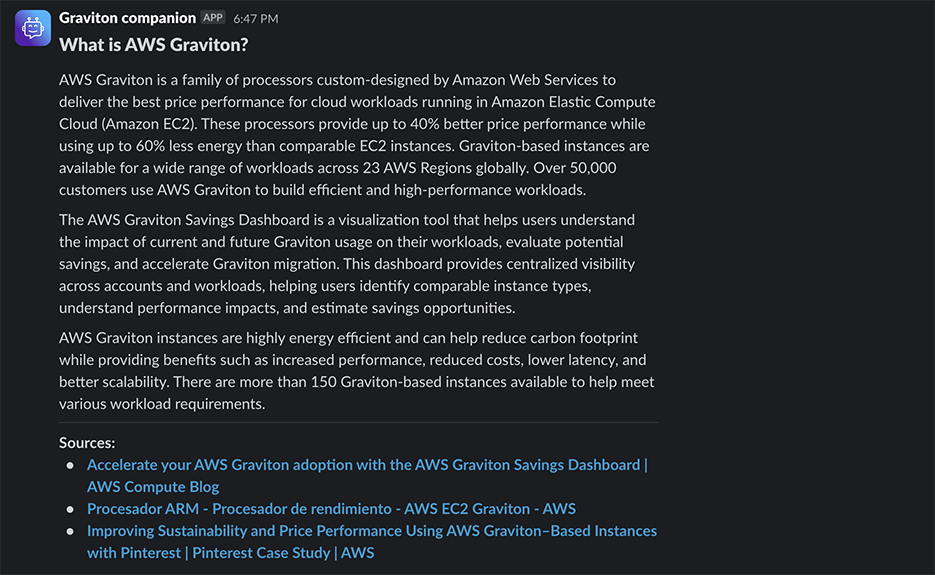 Graviton companion APP 6:47 PM
What is AWS Graviton?
AWS Graviton is a family of processors custom-designed by Amazon Web Services to
deliver the best price performance for cloud workloads running in Amazon Elastic Compute
Cloud (Amazon EC2). These processors provide up to 40% better price performance while
using up to 60% less energy than comparable EC2 instances. Graviton-based instances are
available for a wide range of workloads across 23 AWS Regions globally. Over 50,000
customers use AWS Graviton to build efficient and high-performance workloads.
The AWS Graviton Savings Dashboard is a visualization tool that helps users understand
the impact of current and future Graviton usage on their workloads, evaluate potential
savings, and accelerate Graviton migration. This dashboard provides centralized visibility
across accounts and workloads, helping users identify comparable instance types,
understand performance impacts, and estimate savings opportunities.
AWS Graviton instances are highly energy efficient and can help reduce carbon footprint
while providing benefits such as increased performance, reduced costs, lower latency, and
better scalability. There are more than 150 Graviton-based instances available to help meet
various workload requirements.
Sources:
• Accelerate your AWS Graviton adoption with the AWS Graviton Savings Dashboard |
AWS Compute Blog
• Procesador ARM - Procesador de rendimiento - AWS EC2 Graviton - AWS
• Improving Sustainability and Price Performance Using AWS Graviton–Based Instances
with Pinterest | Pinterest Case Study | AWS